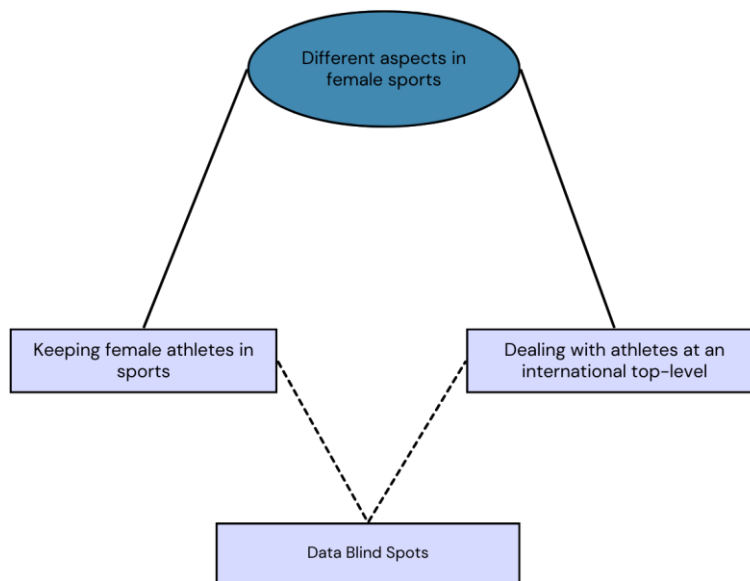 Different aspects in
female sports
Keeping female athletes in
sports
Dealing with athletes at an
international top-level
Data Blind Spots